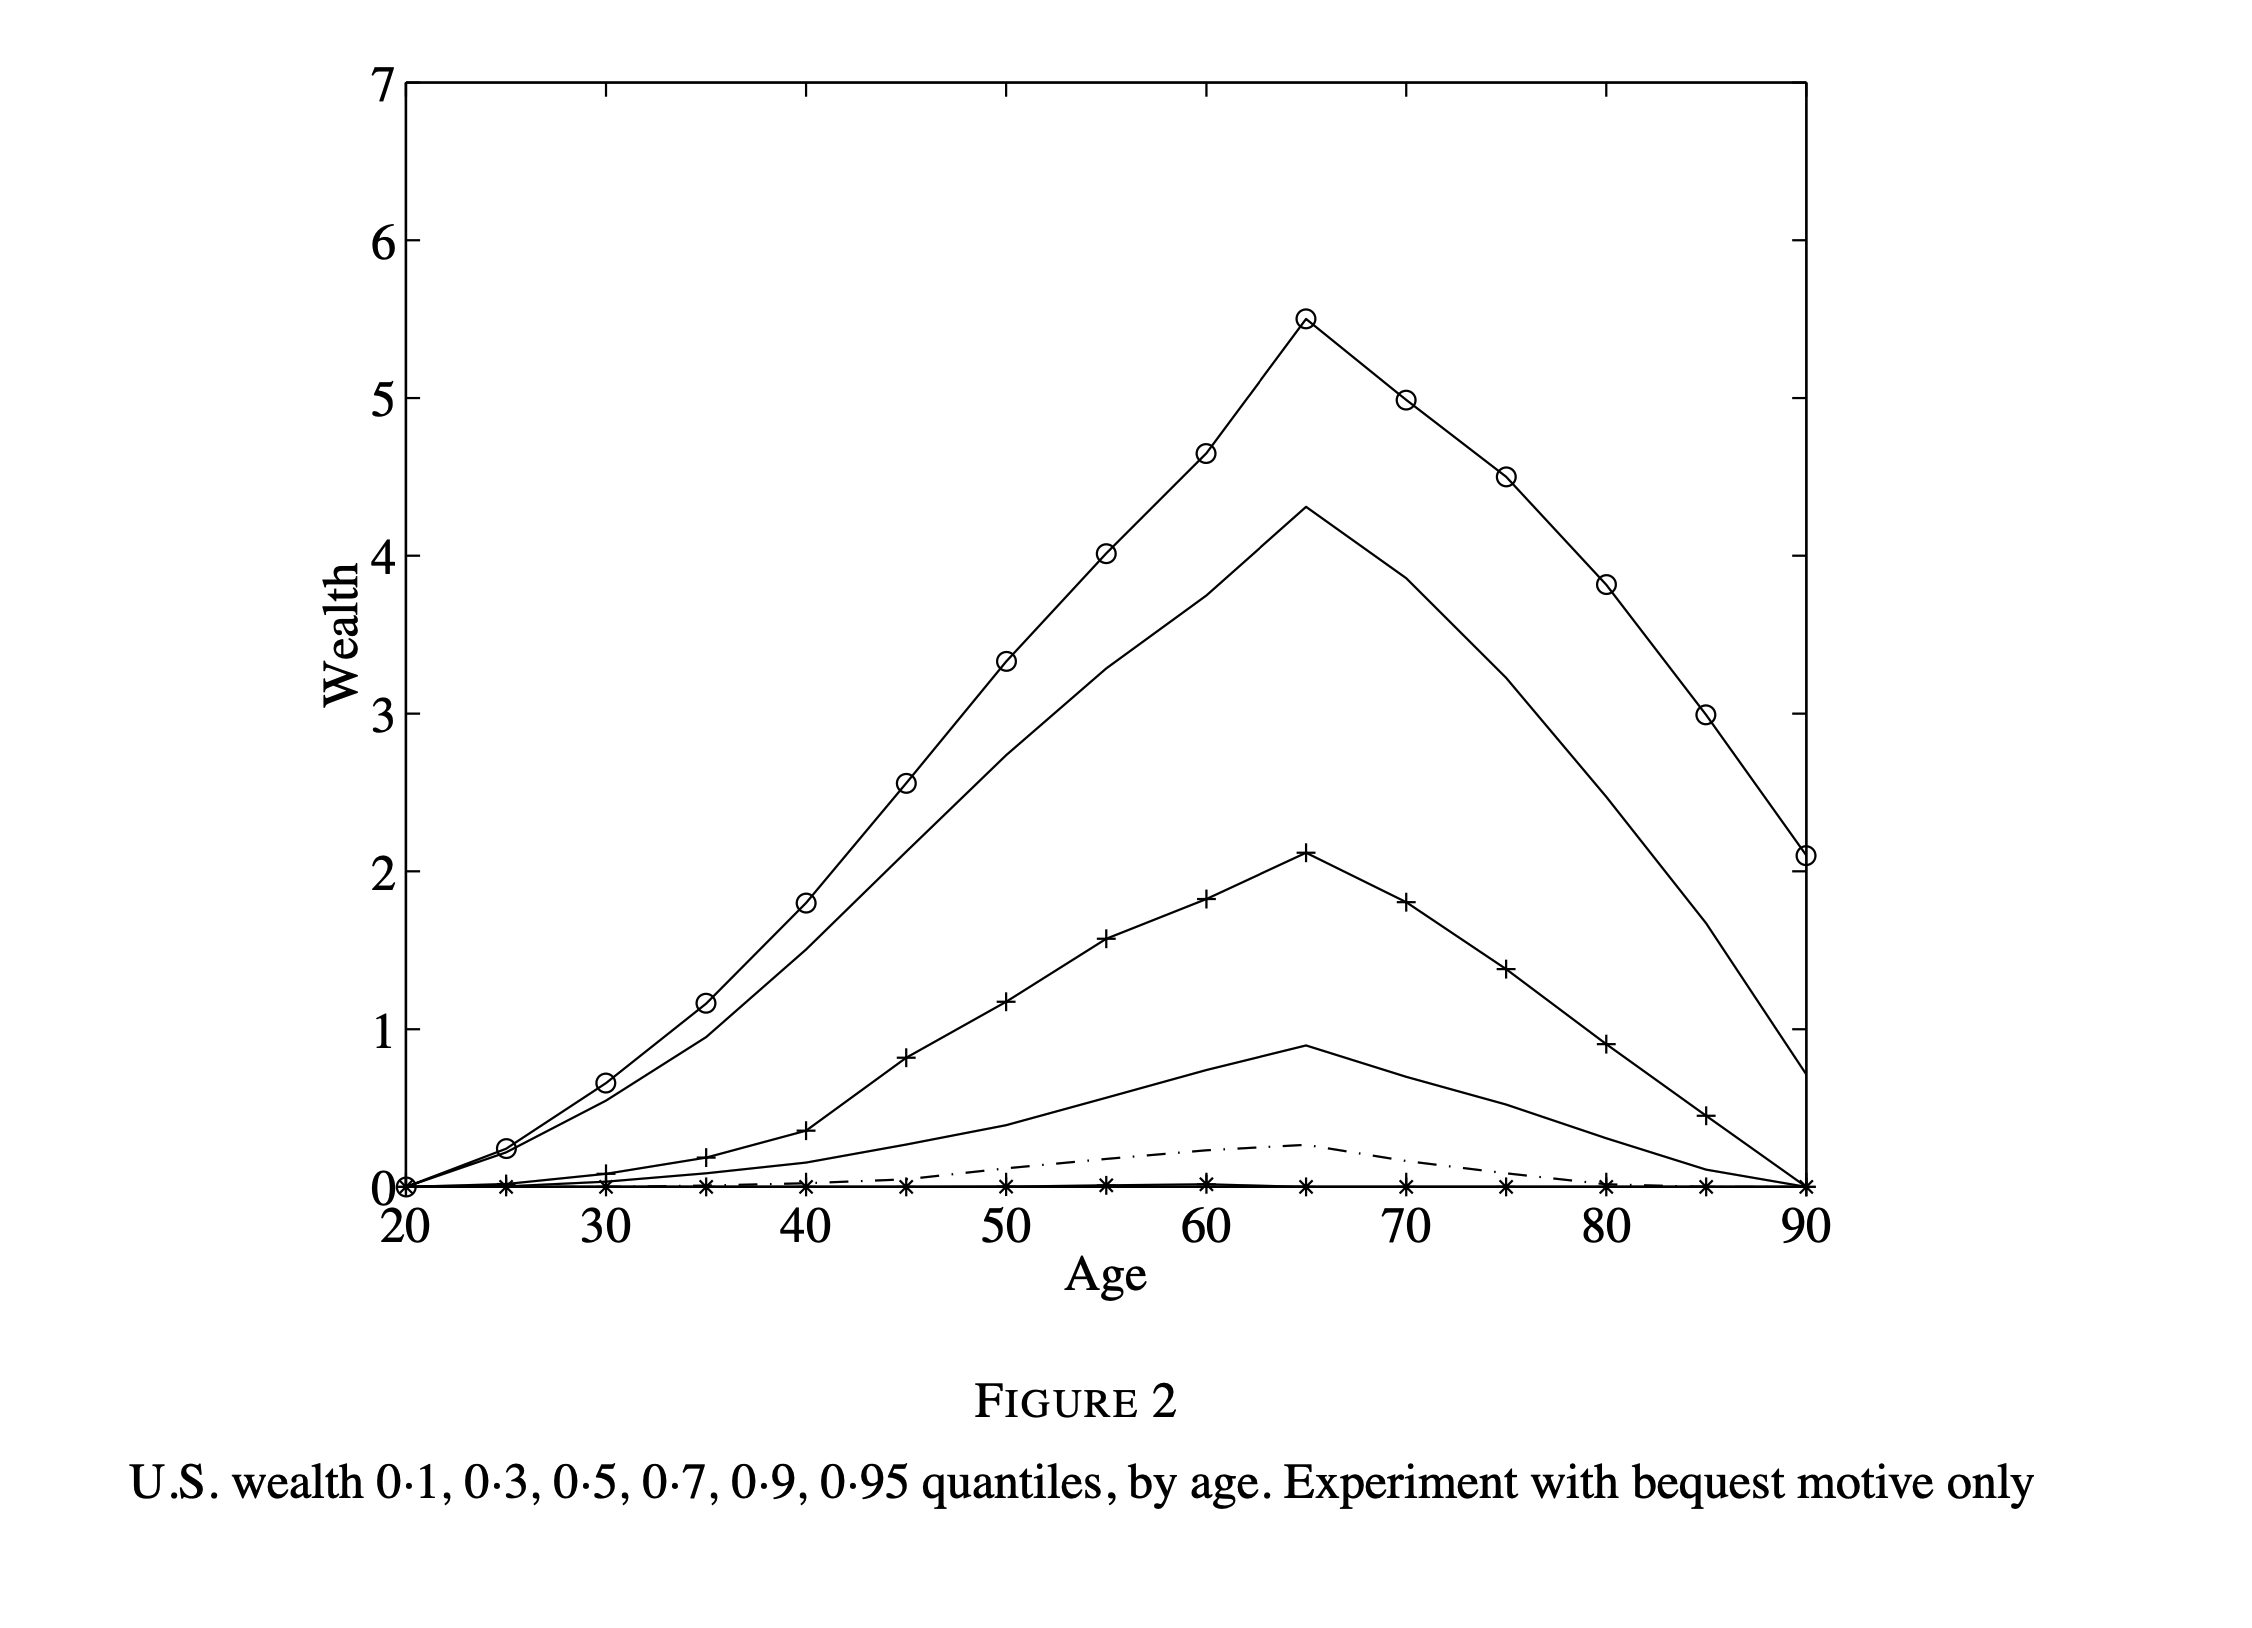 7
6
5
4
3
2
1
0
Wealth
20 30 40 50 60 70 80 90
Age
FIGURE 2
U.S. wealth 0·1, 0·3, 0·5, 0·7, 0·9, 0·95 quantiles, by age. Experiment with bequest motive only